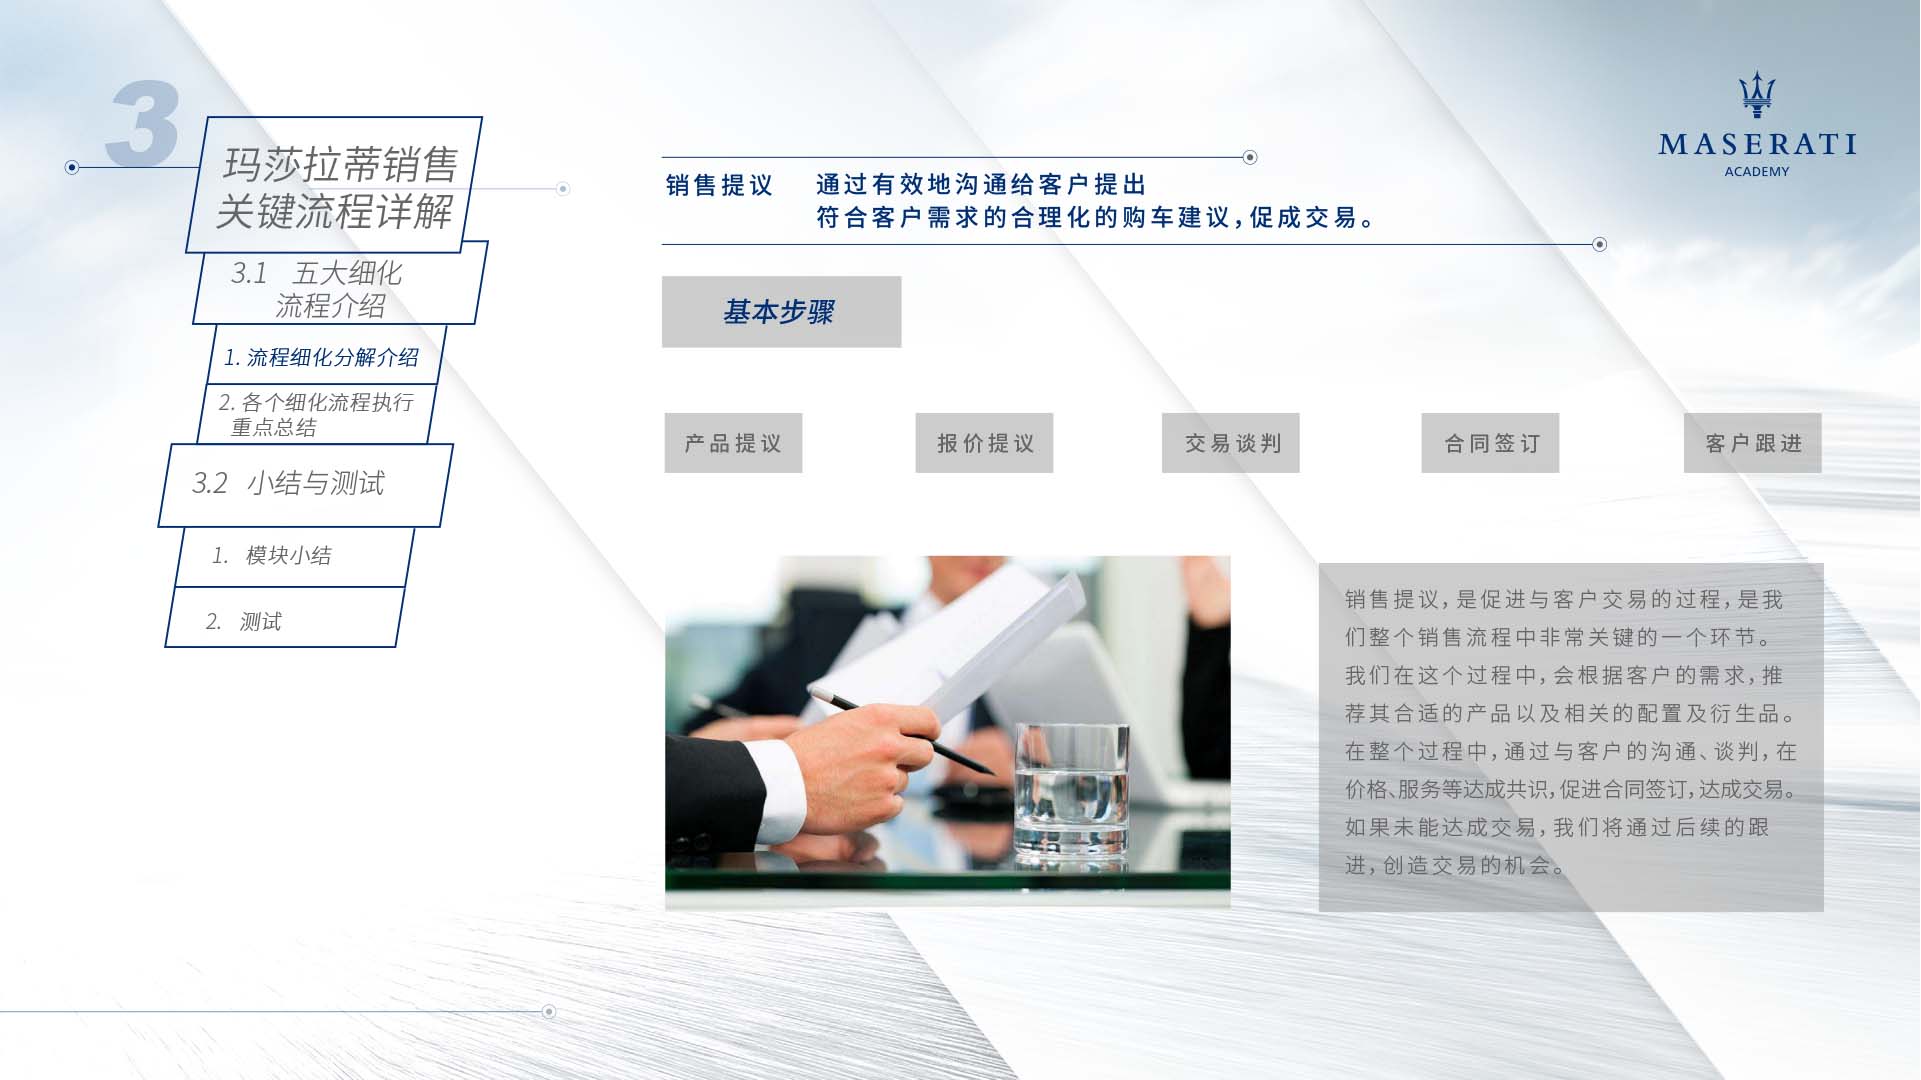 3
玛莎拉蒂销售
关键流程详解
3.1 五大细化
流程介绍
1. 流程细化分解介绍
2. 各个细化流程执行
重点总结
3.2 小结与测试
1. 模块小结
2. 测试
MASERATI
ACADEMY
销售提议 通过有效地沟通给客户提出
符合客户需求的合理化的购车建议,促成交易。
基本步骤
产品提议 报价提议 交易谈判 合同签订 客户跟进
销售提议,是促进与客户交易的过程,是我
们整个销售流程中非常关键的一个环节。
我们在这个过程中,会根据客户的需求,推
荐其合适的产品以及相关的配置及衍生品。
在整个过程中,通过与客户的沟通、谈判,在
价格、服务等达成共识,促进合同签订,达成交易。
如果未能达成交易,我们将通过后续的跟
进,创造交易的机会。